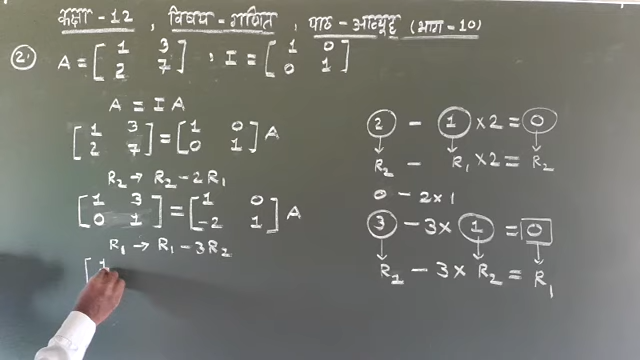 कक्षा - 12 , विषय - गणित , पाठ - आव्यूह (भाग - 10)
2. A = [ 1 3 ] , I = [ 1 0 ]
[ 2 7 ] [ 0 1 ]
A = I A
[ 1 3 ] = [ 1 0 ] A
[ 2 7 ] [ 0 1 ]
R₂ → R₂ - 2R₁
[ 1 3 ] = [ 1 0 ] A
[ 0 1 ] [ -2 1 ]
R₁ → R₁ - 3R₂
[ 1
2 - 1 × 2 = 0
R₂ - R₁ × 2 = R₂
0 - 2 × 1
3 - 3 × 1 = 0
R₁ - 3 × R₂ = R₁